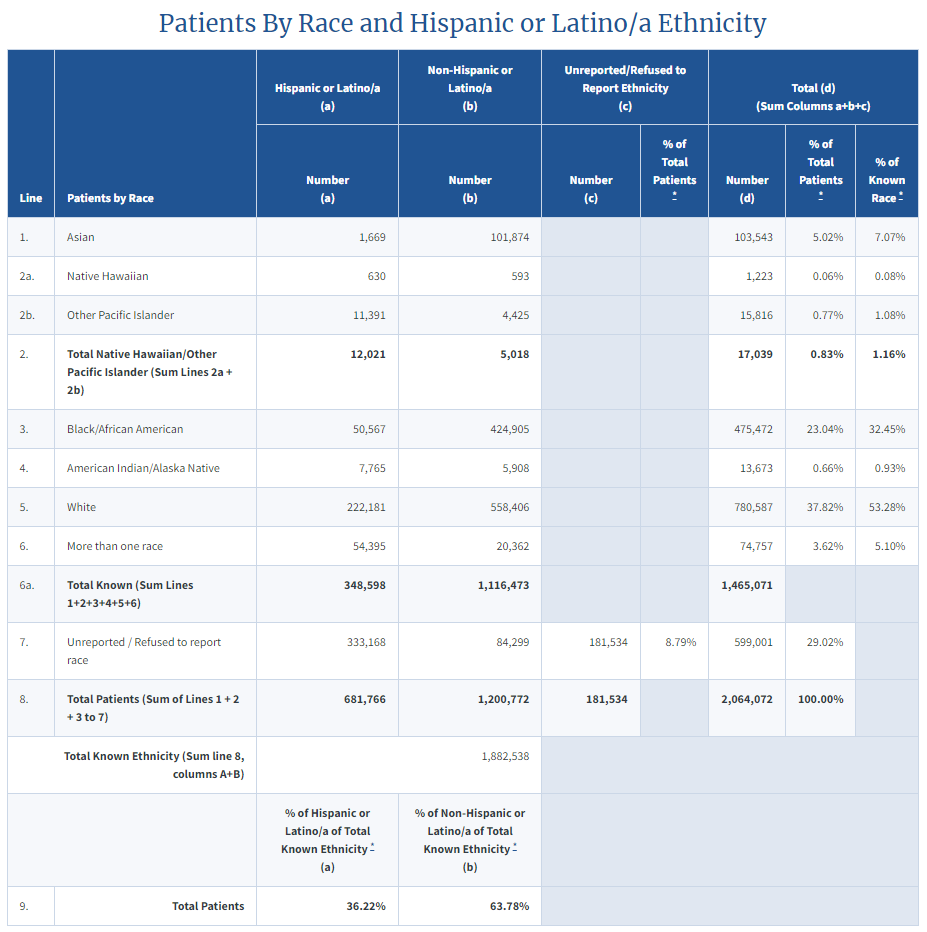 Patients By Race and Hispanic or Latino/a Ethnicity
Hispanic or Latino/a
(a)
Non-Hispanic or
Latino/a
(b)
Unreported/Refused to
Report Ethnicity
(c)
Total (d)
(Sum Columns a+b+c)
Line
Patients by Race
Number
(a)
Number
(b)
Number
(c)
% of
Total
Patients
*
Number
(d)
% of
Total
Patients
*
% of
Known
Race *
1. Asian 1,669 101,874 103,543 5.02% 7.07%
2a. Native Hawaiian 630 593 1,223 0.06% 0.08%
2b. Other Pacific Islander 11,391 4,425 15,816 0.77% 1.08%
2. Total Native Hawaiian/Other 12,021 5,018 17,039 0.83% 1.16%
Pacific Islander (Sum Lines 2a +
2b)
3. Black/African American 50,567 424,905 475,472 23.04% 32.45%
4. American Indian/Alaska Native 7,765 5,908 13,673 0.66% 0.93%
5. White 222,181 558,406 780,587 37.82% 53.28%
6. More than one race 54,395 20,362 74,757 3.62% 5.10%
6a. Total Known (Sum Lines 348,598 1,116,473 1,465,071
1+2+3+4+5+6)
7. Unreported / Refused to report 333,168 84,299 181,534 8.79% 599,001 29.02%
race
8. Total Patients (Sum of Lines 1 + 2 681,766 1,200,772 181,534 2,064,072 100.00%
+ 3 to 7)
Total Known Ethnicity (Sum line 8, 1,882,538
columns A+B)
% of Hispanic or
Latino/a of Total
Known Ethnicity *
(a)
% of Non-Hispanic or
Latino/a of Total
Known Ethnicity *
(b)
9. Total Patients 36.22% 63.78%